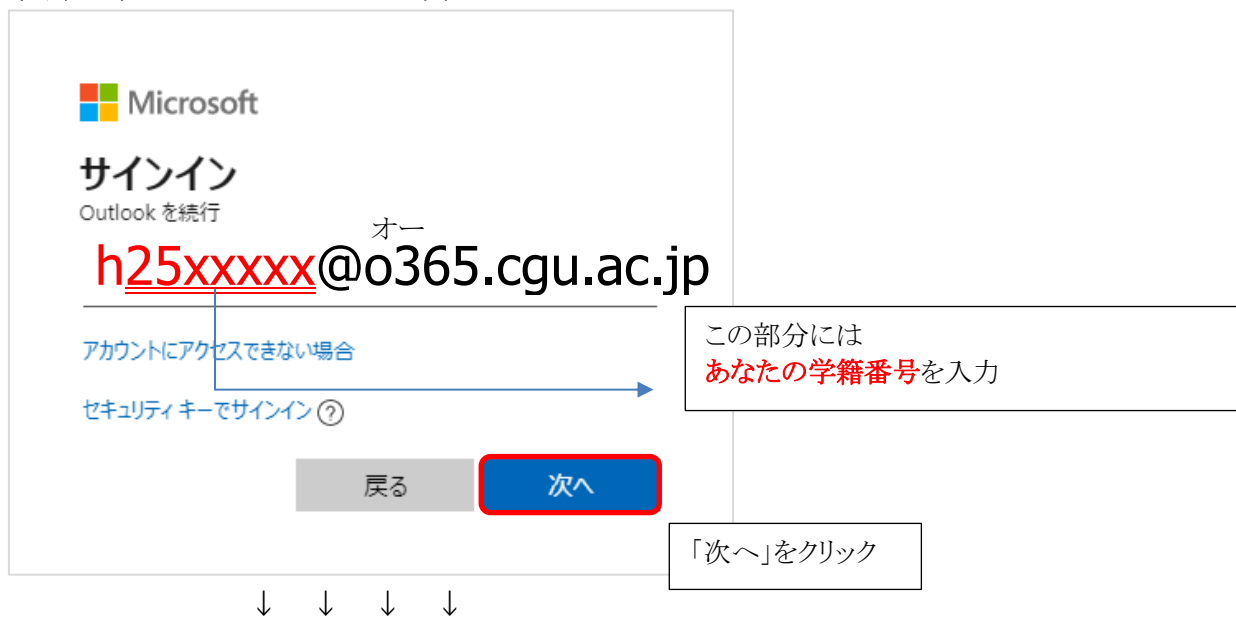 Microsoft
サインイン
Outlook を続行
オー
h25xxxxx@o365.cgu.ac.jp
この部分には
あなたの学籍番号を入力
アカウントにアクセスできない場合
セキュリティ キーでサインイン ?
戻る
次へ
「次へ」をクリック
↓ ↓ ↓ ↓